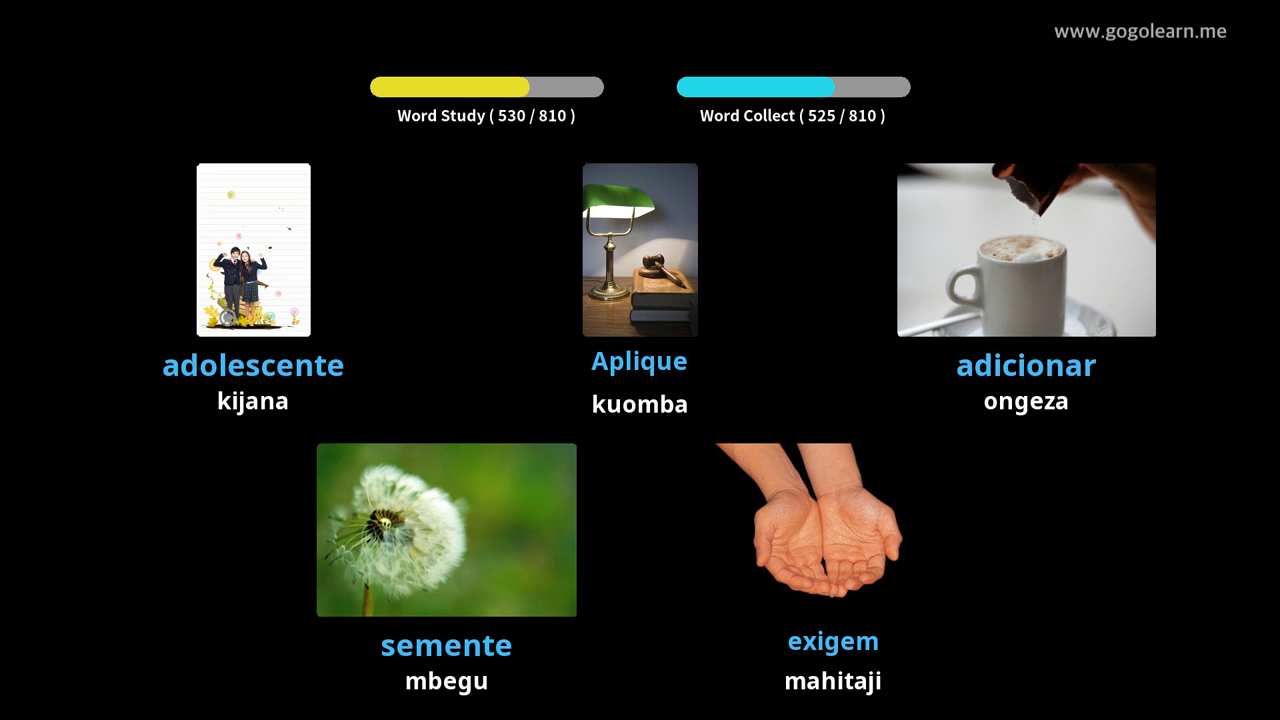 www.gogolearn.me
Word Study ( 530 / 810 )
Word Collect ( 525 / 810 )
adolescente
kijana
Aplique
kuomba
adicionar
ongeza
semente
mbegu
exigem
mahitaji